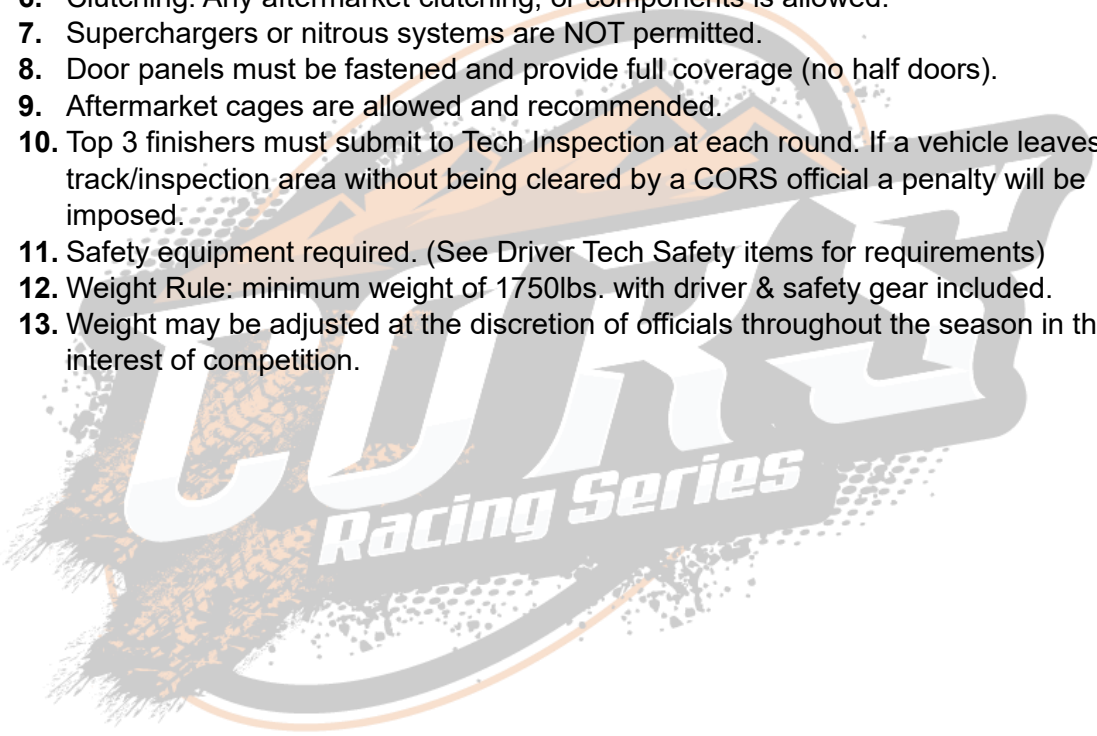 6. Clutching: Any aftermarket clutching, or components is allowed.
7. Superchargers or nitrous systems are NOT permitted.
8. Door panels must be fastened and provide full coverage (no half doors).
9. Aftermarket cages are allowed and recommended.
10. Top 3 finishers must submit to Tech Inspection at each round. If a vehicle leaves
track/inspection area without being cleared by a CORS official a penalty will be
imposed.
11. Safety equipment required. (See Driver Tech Safety items for requirements)
12. Weight Rule: minimum weight of 1750lbs. with driver & safety gear included.
13. Weight may be adjusted at the discretion of officials throughout the season in th
interest of competition.
CORS
Racing Series